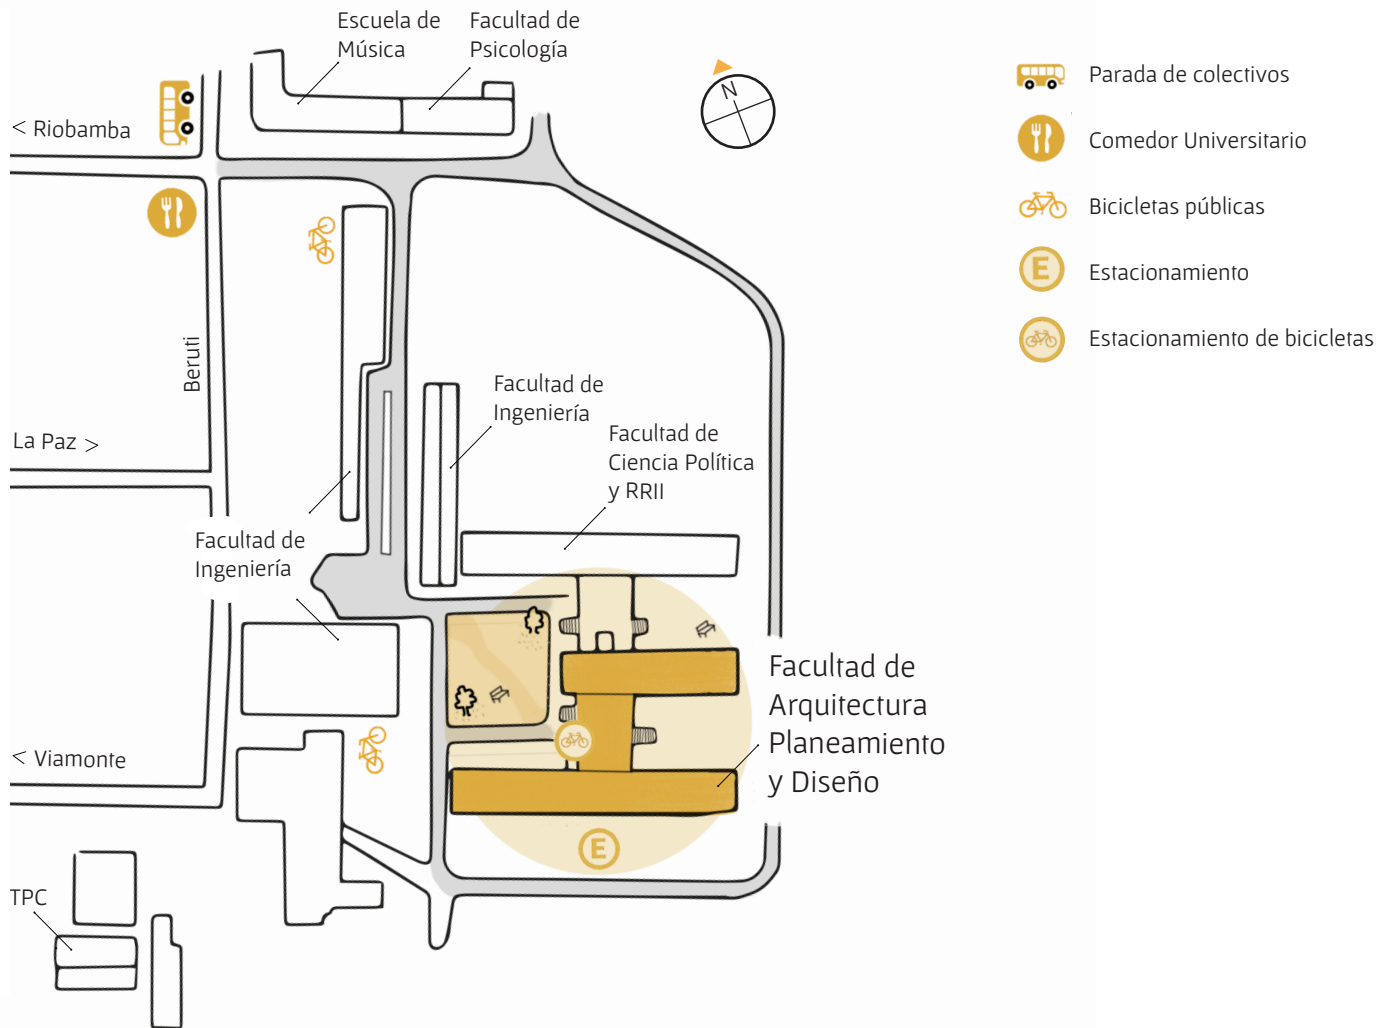 Escuela de
Música
Facultad de
Psicología
N
< Riobamba
Beruti
La Paz >
Facultad de
Ingeniería
Facultad de
Ciencia Política
y RRII
Facultad de
Ingeniería
Facultad de
Arquitectura
Planeamiento
y Diseño
< Viamonte
E
TPC
Parada de colectivos
Comedor Universitario
Bicicletas públicas
E
Estacionamiento
Estacionamiento de bicicletas